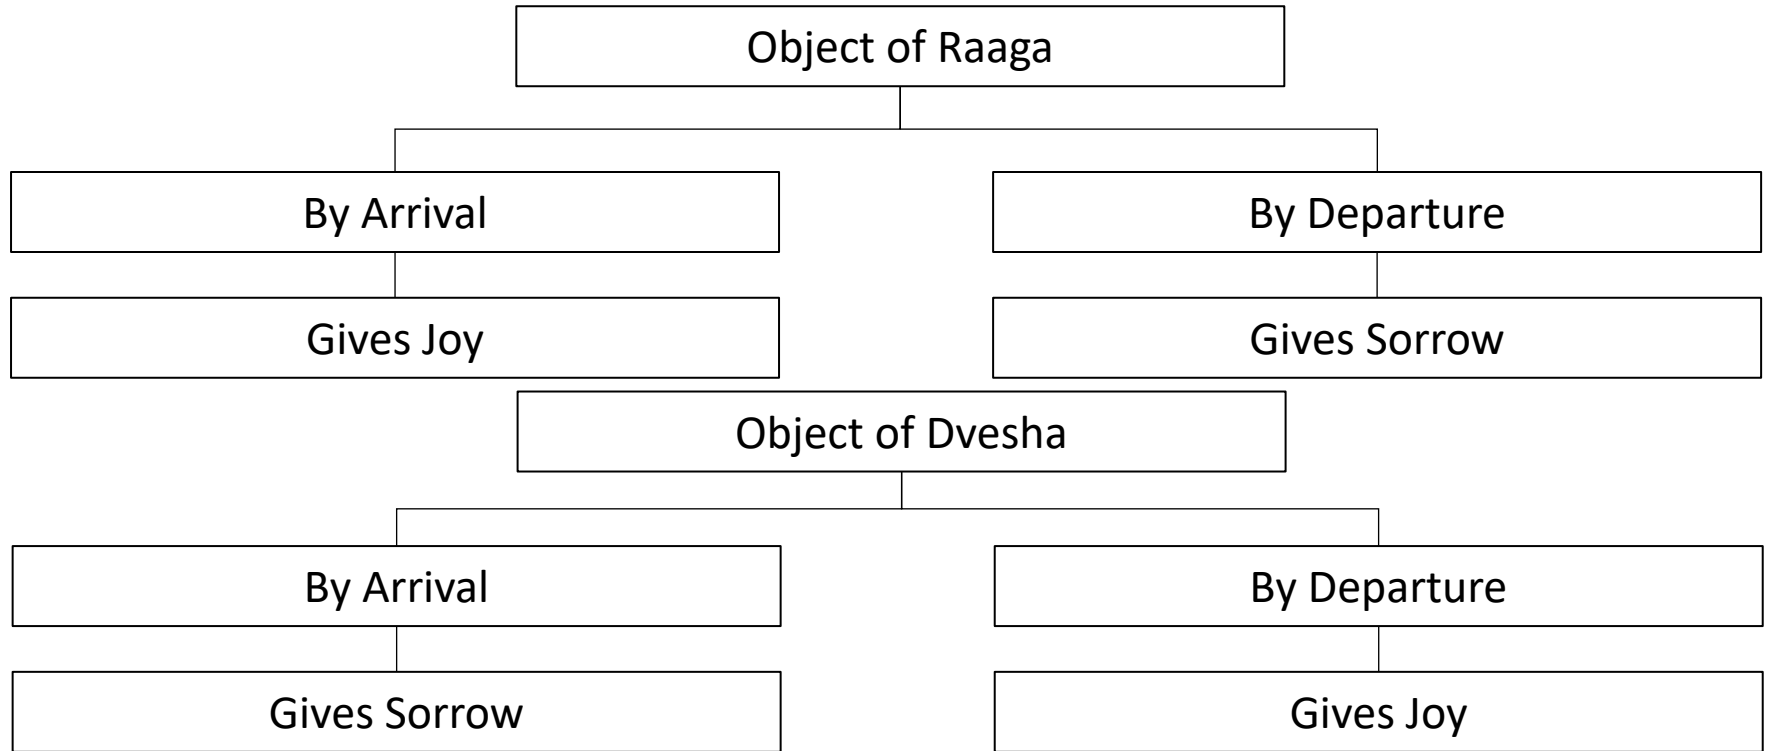 Object of Raaga
By Arrival
By Departure
Gives Joy
Gives Sorrow
Object of Dvesha
By Arrival
By Departure
Gives Sorrow
Gives Joy